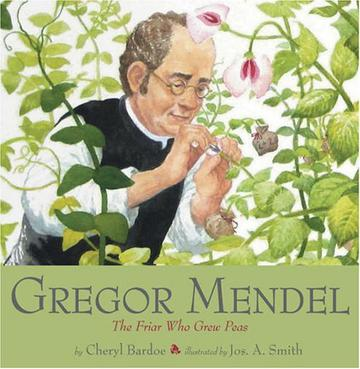 GREGOR MENDEL
The Friar Who Grew Peas
by Cheryl Bardoe illustrated by Jos. A. Smith